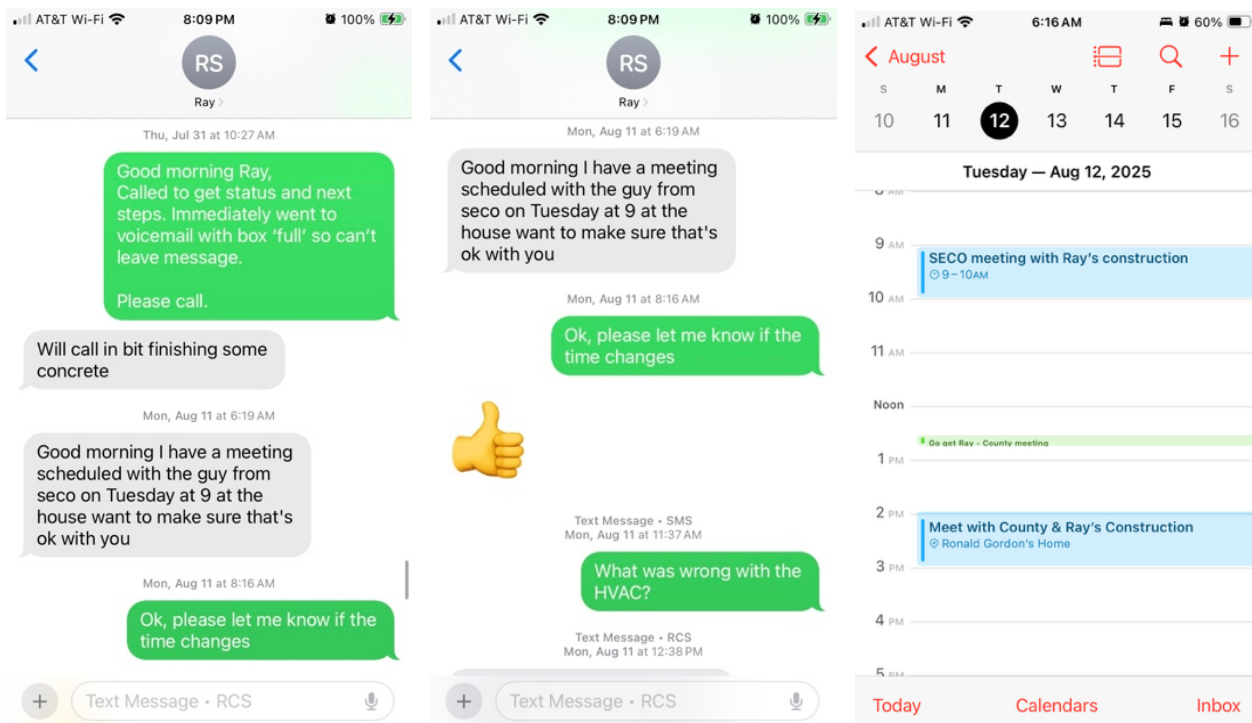 AT&T Wi-Fi
8:09 PM
100%
RS
Ray
Thu, Jul 31 at 10:27 AM
Good morning Ray,
Called to get status and next
steps. Immediately went to
voicemail with box ‘full’ so can’t
leave message.
Please call.
Will call in bit finishing some
concrete
Mon, Aug 11 at 6:19 AM
Good morning I have a meeting
scheduled with the guy from
seco on Tuesday at 9 at the
house want to make sure that's
ok with you
Mon, Aug 11 at 8:16 AM
Ok, please let me know if the
time changes
Text Message • RCS
AT&T Wi-Fi
8:09 PM
100%
RS
Ray
Mon, Aug 11 at 6:19 AM
Good morning I have a meeting
scheduled with the guy from
seco on Tuesday at 9 at the
house want to make sure that's
ok with you
Mon, Aug 11 at 8:16 AM
Ok, please let me know if the
time changes
Text Message • SMS
Mon, Aug 11 at 11:37 AM
What was wrong with the
HVAC?
Text Message • RCS
Mon, Aug 11 at 12:38 PM
Text Message • RCS
AT&T Wi-Fi
6:16 AM
60%
August
S M T W T F S
10 11 12 13 14 15 16
Tuesday — Aug 12, 2025
9 AM
SECO meeting with Ray’s construction
9 – 10AM
10 AM
11 AM
Noon
Go get Ray - County meeting
1 PM
2 PM
Meet with County & Ray’s Construction
Ronald Gordon's Home
3 PM
4 PM
5 PM
Today
Calendars
Inbox